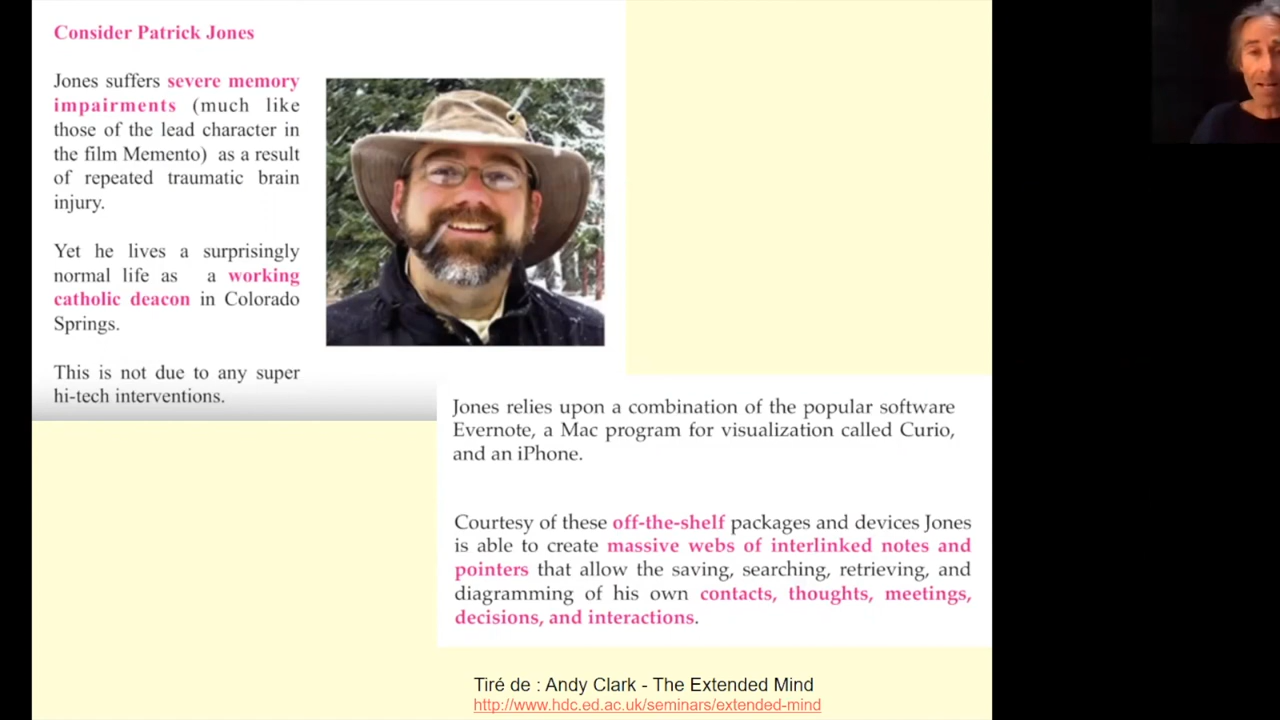 Consider Patrick Jones
Jones suffers severe memory
impairments (much like
those of the lead character in
the film Memento) as a result
of repeated traumatic brain
injury.
Yet he lives a surprisingly
normal life as a working
catholic deacon in Colorado
Springs.
This is not due to any super
hi-tech interventions.
Jones relies upon a combination of the popular software
Evernote, a Mac program for visualization called Curio,
and an iPhone.
Courtesy of these off-the-shelf packages and devices Jones
is able to create massive webs of interlinked notes and
pointers that allow the saving, searching, retrieving, and
diagramming of his own contacts, thoughts, meetings,
decisions, and interactions.
Tiré de : Andy Clark - The Extended Mind
http://www.hdc.ed.ac.uk/seminars/extended-mind